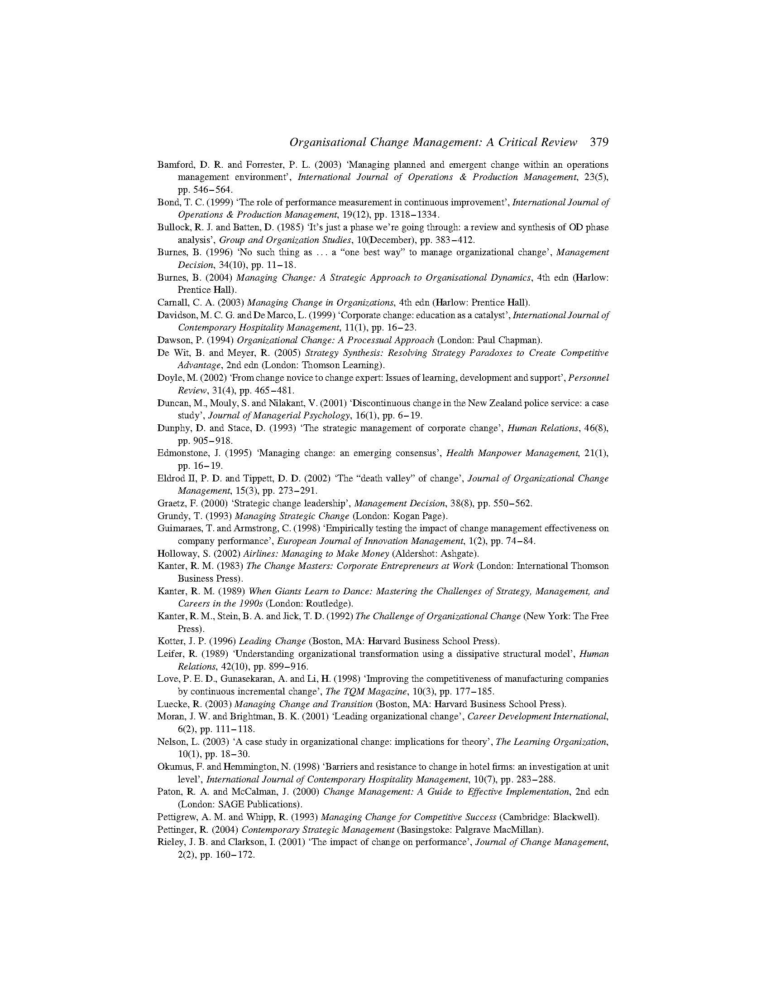 Organisational Change Management: A Critical Review 379
Bamford, D. R. and Forrester, P. L. (2003) ‘Managing planned and emergent change within an operations
management environment’, International Journal of Operations & Production Management, 23(5),
pp. 546–564.
Bond, T. C. (1999) ‘The role of performance measurement in continuous improvement’, International Journal of
Operations & Production Management, 19(12), pp. 1318–1334.
Bullock, R. J. and Batten, D. (1985) ‘It’s just a phase we’re going through: a review and synthesis of OD phase
analysis’, Group and Organization Studies, 10(December), pp. 383–412.
Burnes, B. (1996) ‘No such thing as ... a “one best way” to manage organizational change’, Management
Decision, 34(10), pp. 11–18.
Burnes, B. (2004) Managing Change: A Strategic Approach to Organisational Dynamics, 4th edn (Harlow:
Prentice Hall).
Carnall, C. A. (2003) Managing Change in Organizations, 4th edn (Harlow: Prentice Hall).
Davidson, M. C. G. and De Marco, L. (1999) ‘Corporate change: education as a catalyst’, International Journal of
Contemporary Hospitality Management, 11(1), pp. 16–23.
Dawson, P. (1994) Organizational Change: A Processual Approach (London: Paul Chapman).
De Wit, B. and Meyer, R. (2005) Strategy Synthesis: Resolving Strategy Paradoxes to Create Competitive
Advantage, 2nd edn (London: Thomson Learning).
Doyle, M. (2002) ‘From change novice to change expert: Issues of learning, development and support’, Personnel
Review, 31(4), pp. 465–481.
Duncan, M., Mouly, S. and Nilakant, V. (2001) ‘Discontinuous change in the New Zealand police service: a case
study’, Journal of Managerial Psychology, 16(1), pp. 6–19.
Dunphy, D. and Stace, D. (1993) ‘The strategic management of corporate change’, Human Relations, 46(8),
pp. 905–918.
Edmonstone, J. (1995) ‘Managing change: an emerging consensus’, Health Manpower Management, 21(1),
pp. 16–19.
Eldrod II, P. D. and Tippett, D. D. (2002) ‘The “death valley” of change’, Journal of Organizational Change
Management, 15(3), pp. 273–291.
Graetz, F. (2000) ‘Strategic change leadership’, Management Decision, 38(8), pp. 550–562.
Grundy, T. (1993) Managing Strategic Change (London: Kogan Page).
Guimaraes, T. and Armstrong, C. (1998) ‘Empirically testing the impact of change management effectiveness on
company performance’, European Journal of Innovation Management, 1(2), pp. 74–84.
Holloway, S. (2002) Airlines: Managing to Make Money (Aldershot: Ashgate).
Kanter, R. M. (1983) The Change Masters: Corporate Entrepreneurs at Work (London: International Thomson
Business Press).
Kanter, R. M. (1989) When Giants Learn to Dance: Mastering the Challenges of Strategy, Management, and
Careers in the 1990s (London: Routledge).
Kanter, R. M., Stein, B. A. and Jick, T. D. (1992) The Challenge of Organizational Change (New York: The Free
Press).
Kotter, J. P. (1996) Leading Change (Boston, MA: Harvard Business School Press).
Leifer, R. (1989) ‘Understanding organizational transformation using a dissipative structural model’, Human
Relations, 42(10), pp. 899–916.
Love, P. E. D., Gunasekaran, A. and Li, H. (1998) ‘Improving the competitiveness of manufacturing companies
by continuous incremental change’, The TQM Magazine, 10(3), pp. 177–185.
Luecke, R. (2003) Managing Change and Transition (Boston, MA: Harvard Business School Press).
Moran, J. W. and Brightman, B. K. (2001) ‘Leading organizational change’, Career Development International,
6(2), pp. 111–118.
Nelson, L. (2003) ‘A case study in organizational change: implications for theory’, The Learning Organization,
10(1), pp. 18–30.
Okumus, F. and Hemmington, N. (1998) ‘Barriers and resistance to change in hotel firms: an investigation at unit
level’, International Journal of Contemporary Hospitality Management, 10(7), pp. 283–288.
Paton, R. A. and McCalman, J. (2000) Change Management: A Guide to Effective Implementation, 2nd edn
(London: SAGE Publications).
Pettigrew, A. M. and Whipp, R. (1993) Managing Change for Competitive Success (Cambridge: Blackwell).
Pettinger, R. (2004) Contemporary Strategic Management (Basingstoke: Palgrave MacMillan).
Rieley, J. B. and Clarkson, I. (2001) ‘The impact of change on performance’, Journal of Change Management,
2(2), pp. 160–172.